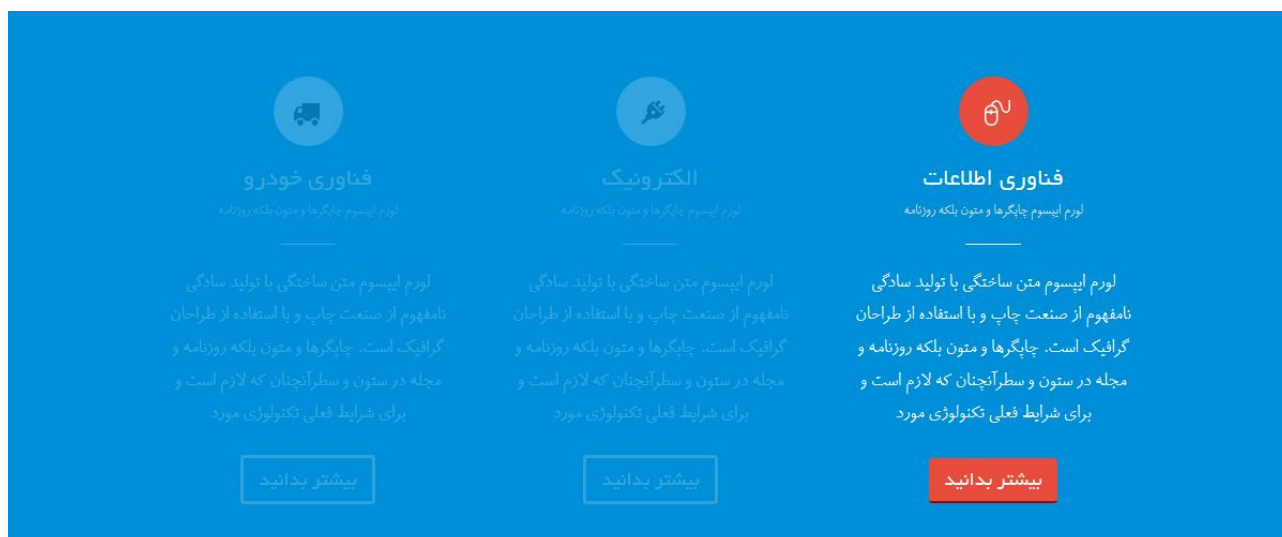 فناوری اطلاعات
لورم ایپسوم چاپگرها و متون بلکه روزنامه
لورم ایپسوم متن ساختگی با تولید سادگی
نامفهوم از صنعت چاپ و با استفاده از طراحان
گرافیک است. چاپگرها و متون بلکه روزنامه و
مجله در ستون و سطرآنچنان که لازم است و
برای شرایط فعلی تکنولوژی مورد
بیشتر بدانید
الکترونیک
لورم ایپسوم چاپگرها و متون بلکه روزنامه
لورم ایپسوم متن ساختگی با تولید سادگی
نامفهوم از صنعت چاپ و با استفاده از طراحان
گرافیک است. چاپگرها و متون بلکه روزنامه و
مجله در ستون و سطرآنچنان که لازم است و
برای شرایط فعلی تکنولوژی مورد
بیشتر بدانید
فناوری خودرو
لورم ایپسوم چاپگرها و متون بلکه روزنامه
لورم ایپسوم متن ساختگی با تولید سادگی
نامفهوم از صنعت چاپ و با استفاده از طراحان
گرافیک است. چاپگرها و متون بلکه روزنامه و
مجله در ستون و سطرآنچنان که لازم است و
برای شرایط فعلی تکنولوژی مورد
بیشتر بدانید